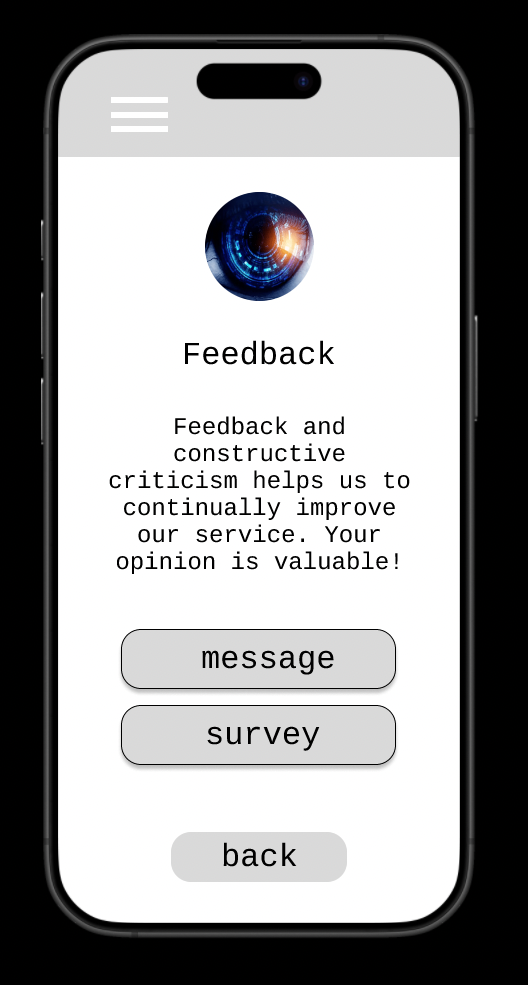 Feedback
Feedback and
constructive
criticism helps us to
continually improve
our service. Your
opinion is valuable!
message
survey
back